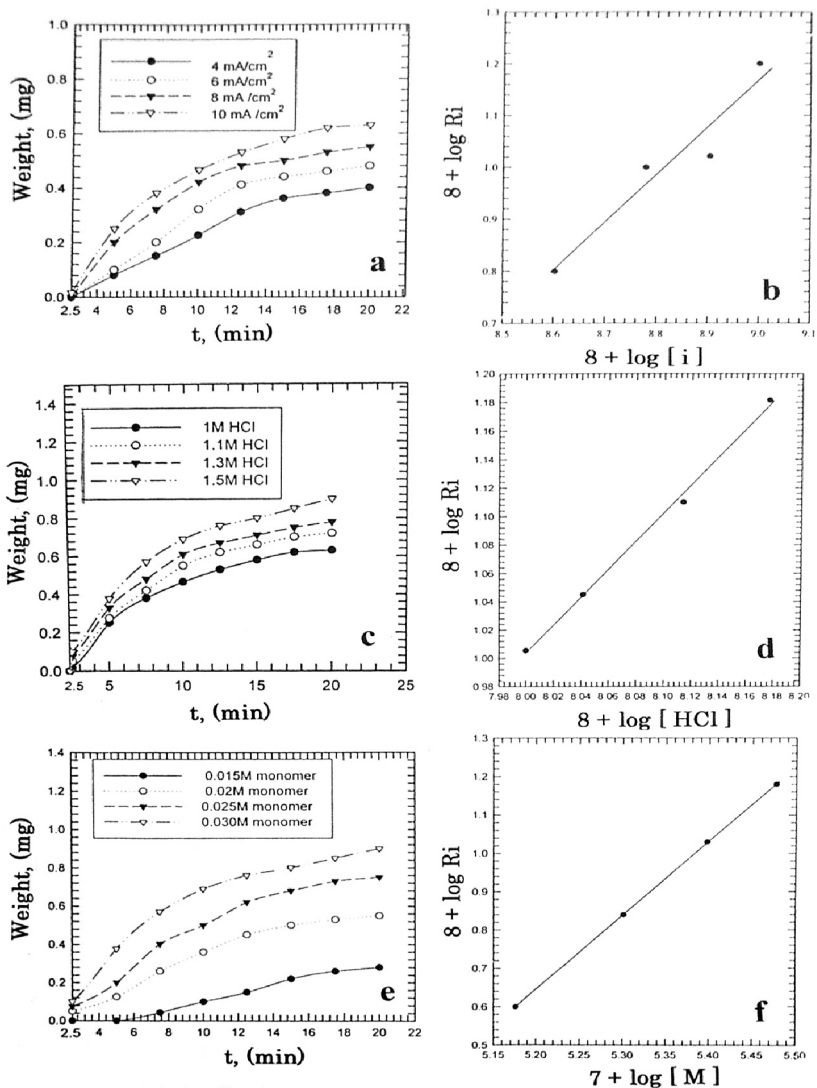 Weight, (mg)
1.0
0.8
0.6
0.4
0.2
0.0
4 mA/cm2
6 mA/cm2
8 mA /cm2
10 mA /cm2
a
2.5 4 6 8 10 12 14 16 18 20 22
t, (min)
8 + log Ri
1.3
1.2
1.1
1.0
0.9
0.8
0.7
b
8.5 8.6 8.7 8.8 8.9 9.0 9.1
8 + log [ i ]
Weight, (mg)
1.4
1.2
1.0
0.8
0.6
0.4
0.2
0.0
1M HCl
1.1M HCl
1.3M HCl
1.5M HCl
c
2.5 5 10 15 20 25
t, (min)
8 + log Ri
1.20
1.18
1.16
1.14
1.12
1.10
1.08
1.06
1.04
1.02
1.00
0.98
d
7.98 8.00 8.02 8.04 8.06 8.08 8.10 8.12 8.14 8.16 8.18 8.20
8 + log [ HCl ]
Weight, (mg)
1.4
1.2
1.0
0.8
0.6
0.4
0.2
0.0
0.015M monomer
0.02M monomer
0.025M monomer
0.030M monomer
e
2.5 4 6 8 10 12 14 16 18 20 22
t, (min)
8 + log Ri
1.3
1.2
1.1
1.0
0.9
0.8
0.7
0.6
0.5
f
5.15 5.20 5.25 5.30 5.35 5.40 5.45 5.50
7 + log [ M ]